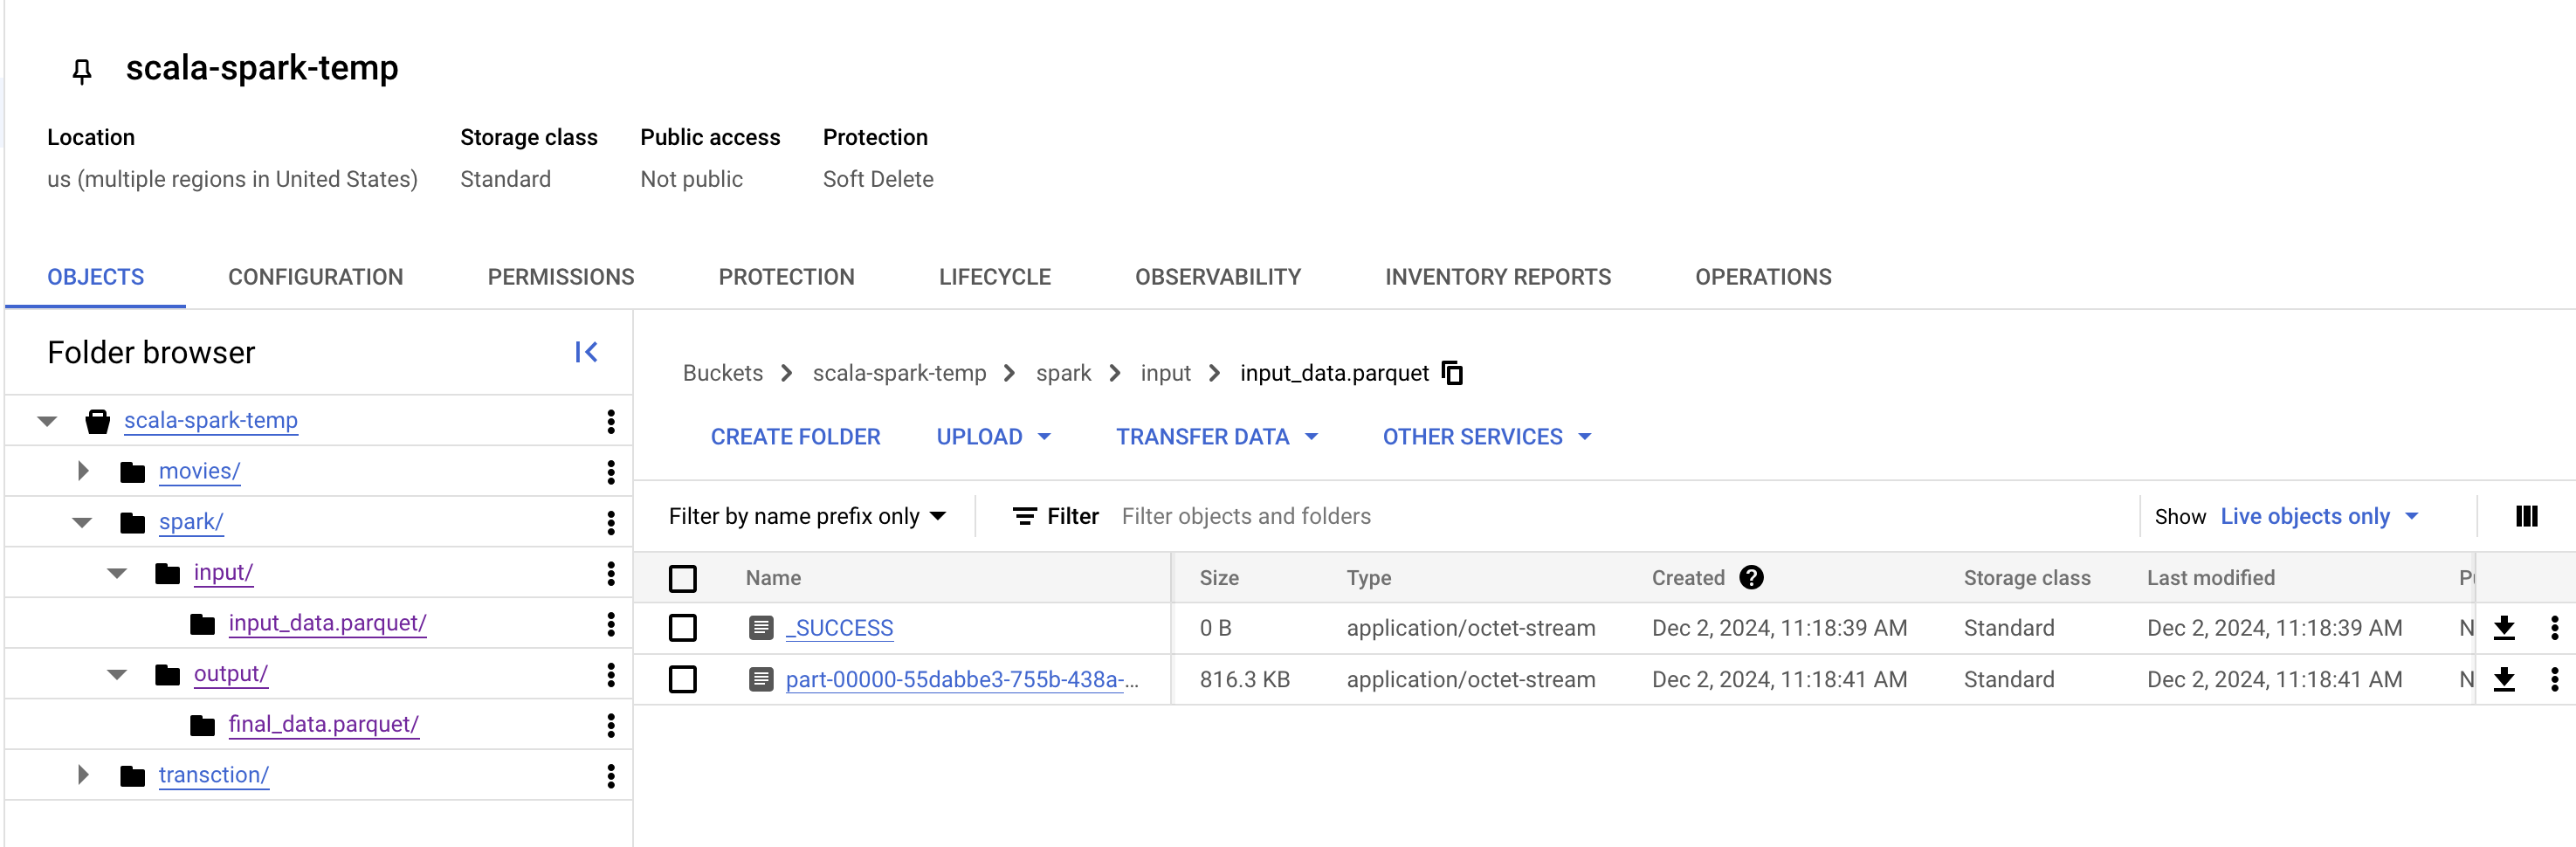 scala-spark-temp
Location Storage class Public access Protection
us (multiple regions in United States) Standard Not public Soft Delete
OBJECTS CONFIGURATION PERMISSIONS PROTECTION LIFECYCLE OBSERVABILITY INVENTORY REPORTS OPERATIONS
Folder browser
scala-spark-temp
movies/
spark/
input/
input_data.parquet/
output/
final_data.parquet/
transction/
Buckets scala-spark-temp spark input input_data.parquet
CREATE FOLDER UPLOAD TRANSFER DATA OTHER SERVICES
Filter by name prefix only Filter Filter objects and folders Show Live objects only
Name Size Type Created Storage class Last modified
_SUCCESS 0 B application/octet-stream Dec 2, 2024, 11:18:39 AM Standard Dec 2, 2024, 11:18:39 AM N
part-00000-55dabbe3-755b-438a-... 816.3 KB application/octet-stream Dec 2, 2024, 11:18:41 AM Standard Dec 2, 2024, 11:18:41 AM N